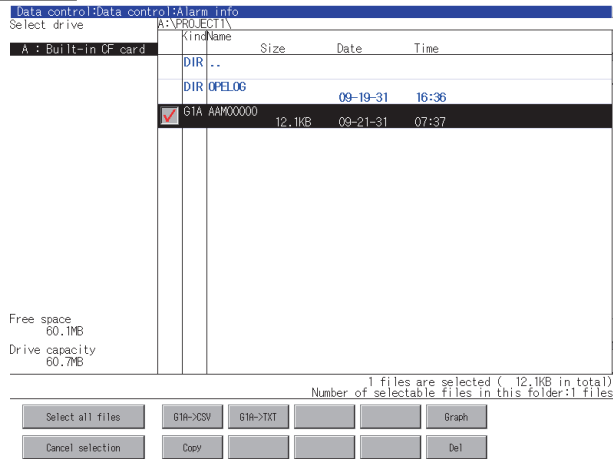 Data control:Data control:Alarm info
Select drive
A:\PROJECT1\
Kind Name
Size Date Time
A : Built-in CF card
DIR ..
DIR OPELOG
09-19-31 16:36
G1A AAM00000
12.1KB 09-21-31 07:37
Free space
60.1MB
Drive capacity
60.7MB
1 files are selected ( 12.1KB in total)
Number of selectable files in this folder:1 files
Select all files G1A->CSV G1A->TXT Graph
Cancel selection Copy Del